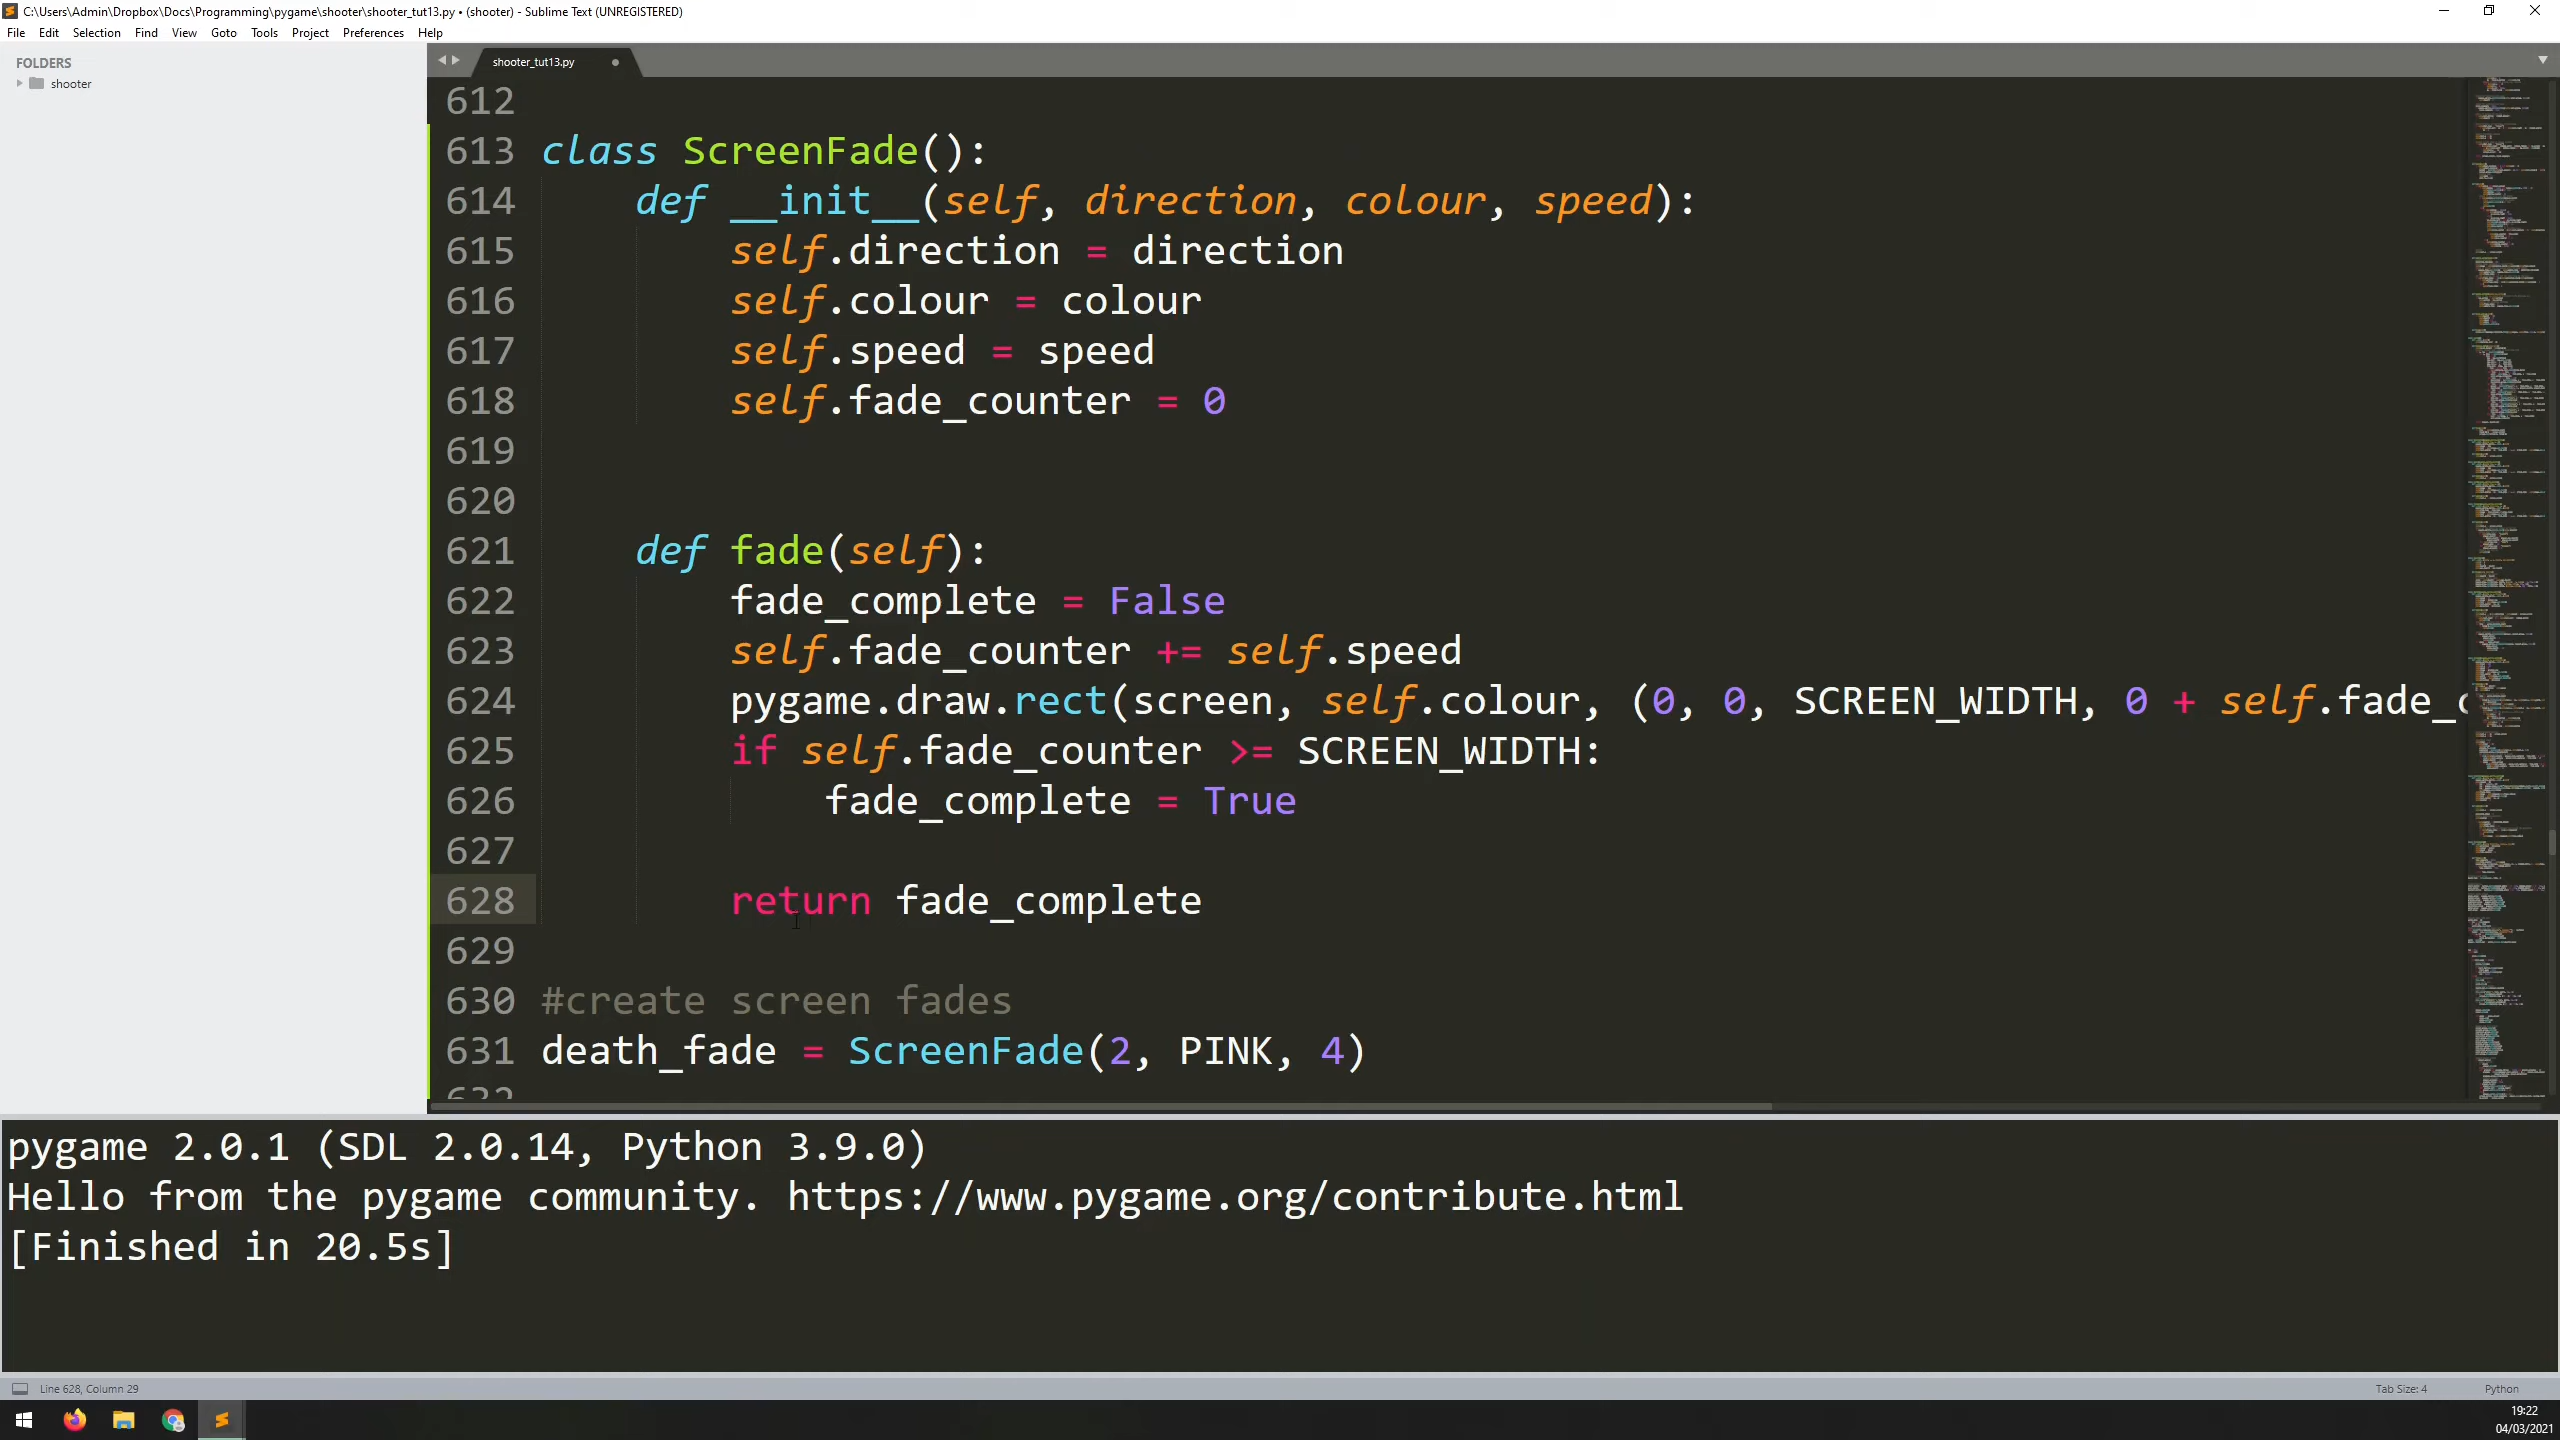 C:\Users\Admin\Dropbox\Docs\Programming\pygame\shooter\shooter_tut13.py • (shooter) - Sublime Text (UNREGISTERED)
File Edit Selection Find View Goto Tools Project Preferences Help
FOLDERS
shooter
shooter_tut13.py
612
613 class ScreenFade():
614 def __init__(self, direction, colour, speed):
615 self.direction = direction
616 self.colour = colour
617 self.speed = speed
618 self.fade_counter = 0
619
620
621 def fade(self):
622 fade_complete = False
623 self.fade_counter += self.speed
624 pygame.draw.rect(screen, self.colour, (0, 0, SCREEN_WIDTH, 0 + self.fade_c
625 if self.fade_counter >= SCREEN_WIDTH:
626 fade_complete = True
627
628 return fade_complete
629
630 #create screen fades
631 death_fade = ScreenFade(2, PINK, 4)
632
pygame 2.0.1 (SDL 2.0.14, Python 3.9.0)
Hello from the pygame community. https://www.pygame.org/contribute.html
[Finished in 20.5s]
Line 628, Column 29
Tab Size: 4
Python
19:22
04/03/2021